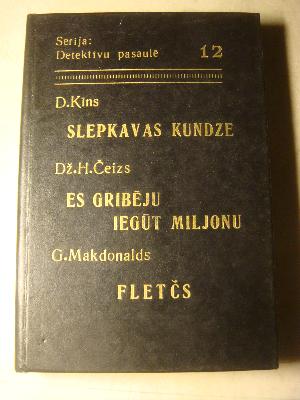 Serija:
Detektīvu pasaulē 12
D.Kīns
SLEPKAVAS KUNDZE
Dž.H.Čeizs
ES GRIBĒJU
IEGŪT MILJONU
G.Makdonalds
FLETČS